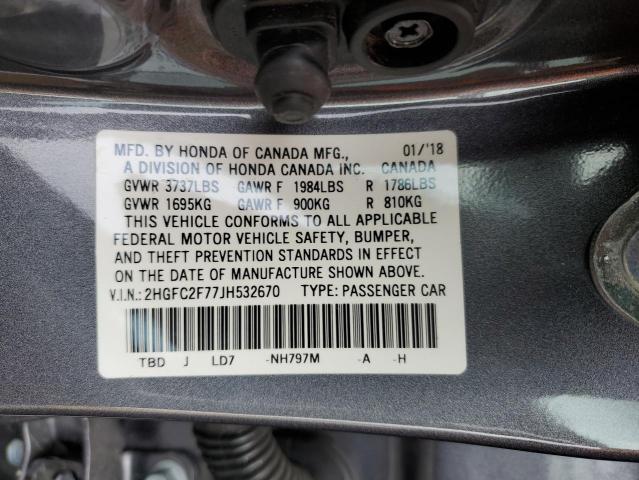 MFD. BY HONDA OF CANADA MFG., 01/'18
A DIVISION OF HONDA CANADA INC. CANADA
GVWR 3737LBS GAWR F 1984LBS R 1786LBS
GVWR 1695KG GAWR F 900KG R 810KG
THIS VEHICLE CONFORMS TO ALL APPLICABLE
FEDERAL MOTOR VEHICLE SAFETY, BUMPER,
AND THEFT PREVENTION STANDARDS IN EFFECT
ON THE DATE OF MANUFACTURE SHOWN ABOVE.
V.I.N.: 2HGFC2F77JH532670 TYPE: PASSENGER CAR
TBD J LD7 -NH797M -A -H